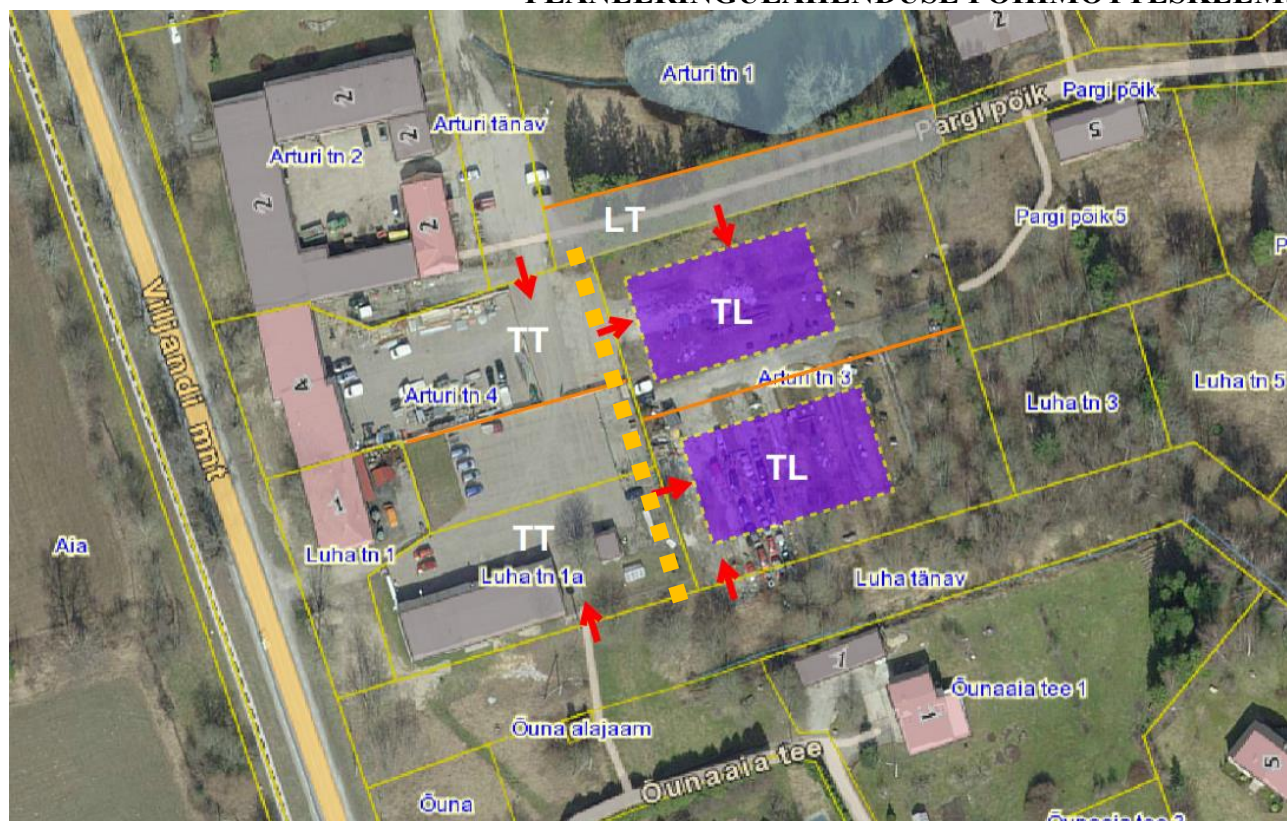 PLANEERINGULAHENDUSE PÕHIMÕTTESKEEM
2
Arturi tn 1
Pargi põik
Pargi põik
5
Arturi tänav
2
2
Arturi tn 2
2
2
LT
Pargi põik 5
P
Viljandi mnt
TT
TL
4
Arturi tn 4
Arturi tn 3
Luha tn 3
Luha tn 5
TL
1
Aia
Luha tn 1
TT
Luha tn 1a
Luha tänav
1
Õunaaia tee 1
1
Õuna alajaam
Õunaaia tee
5
Õuna